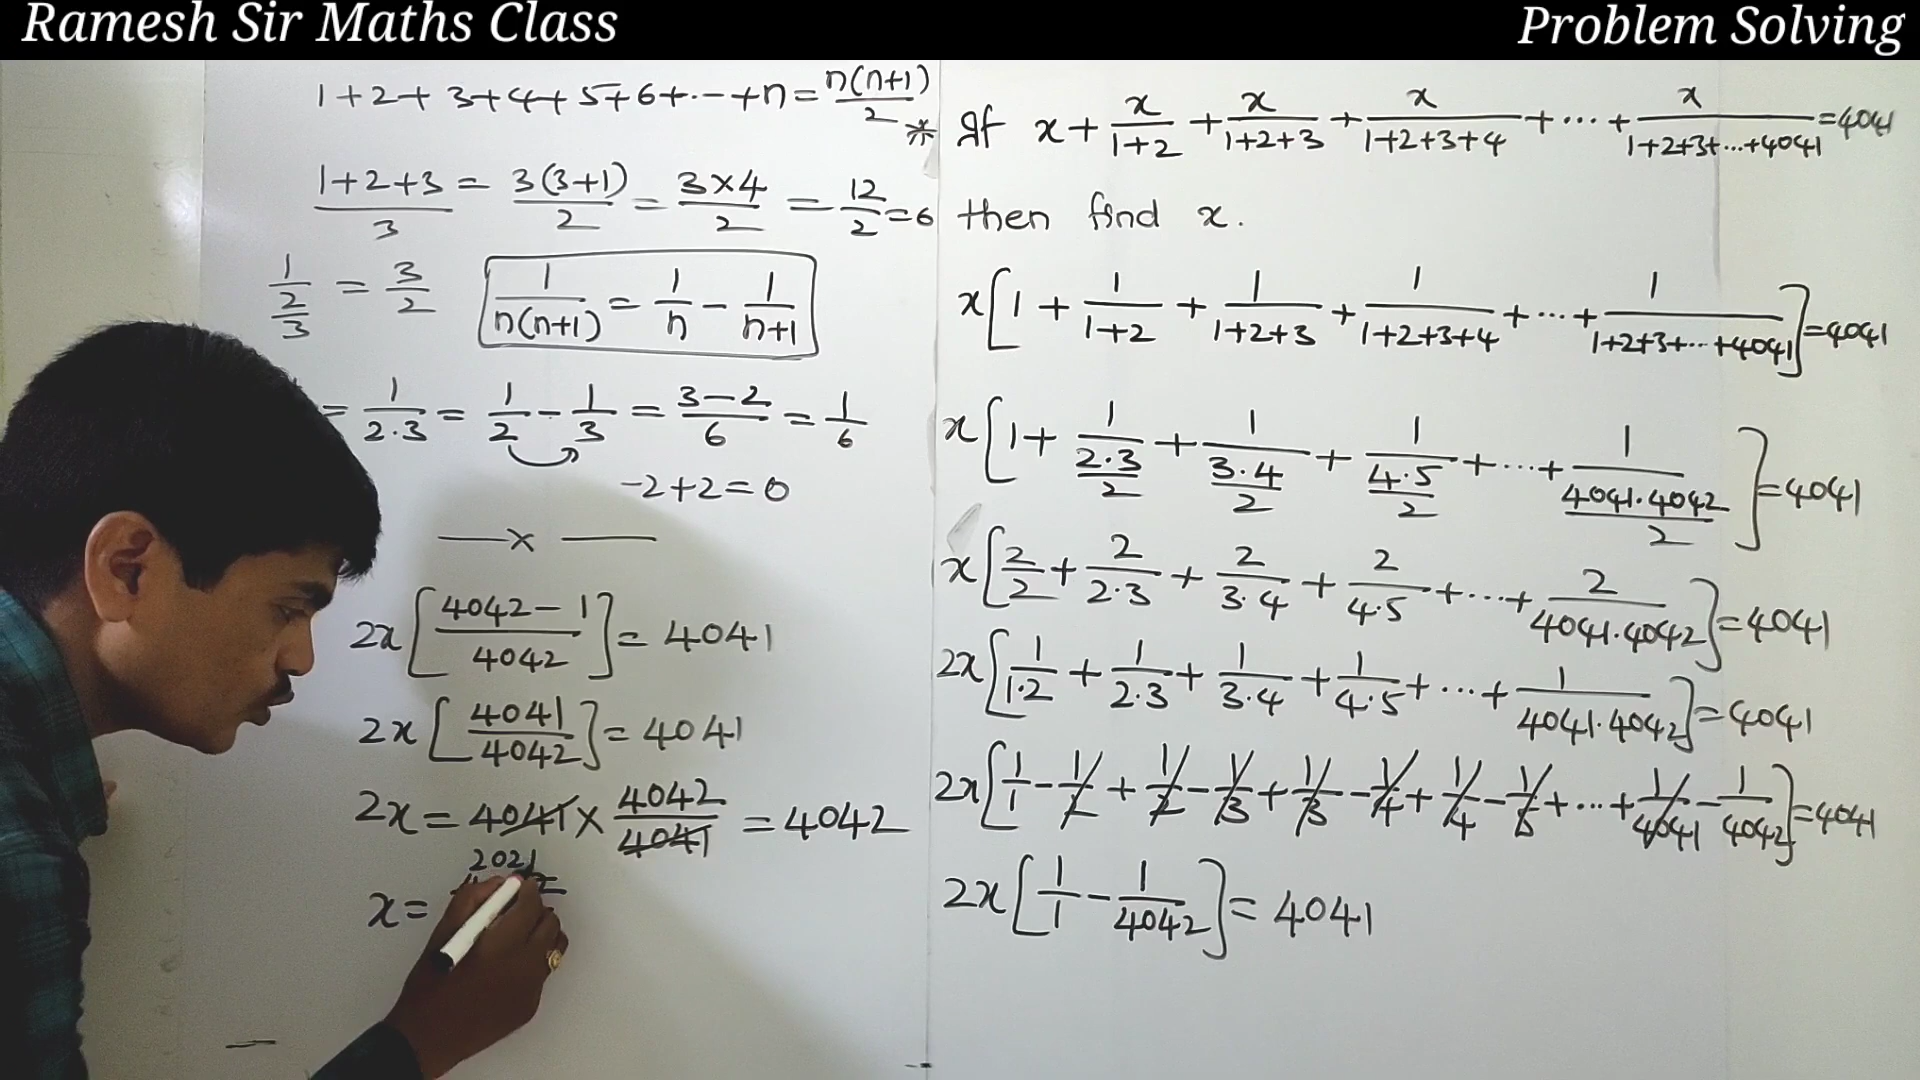 Ramesh Sir Maths Class
Problem Solving
1+2+3+4+5+6+...+n = n(n+1)/2
(1+2+3)/3 = 3(3+1)/2 = 3×4/2 = 12/2 = 6
1/(2/3) = 3/2
1/(n(n+1)) = 1/n − 1/(n+1)
= 1/(2·3) = 1/2 − 1/3 = (3−2)/6 = 1/6
-2+2=0
— x —
2x[(4042−1)/4042] = 4041
2x[4041/4042] = 4041
2x = 4041 × 4042/4041 = 4042
2021
x =
* If x + x/(1+2) + x/(1+2+3) + x/(1+2+3+4) + ... + x/(1+2+3+...+4041) = 4041
then find x.
x[1 + 1/(1+2) + 1/(1+2+3) + 1/(1+2+3+4) + ... + 1/(1+2+3+...+4041)] = 4041
x[1 + 1/(2·3/2) + 1/(3·4/2) + 1/(4·5/2) + ... + 1/(4041·4042/2)] = 4041
x[2/2 + 2/(2·3) + 2/(3·4) + 2/(4·5) + ... + 2/(4041·4042)] = 4041
2x[1/(1·2) + 1/(2·3) + 1/(3·4) + 1/(4·5) + ... + 1/(4041·4042)] = 4041
2x[1/1 − 1/2 + 1/2 − 1/3 + 1/3 − 1/4 + 1/4 − 1/5 + ... + 1/4041 − 1/4042] = 4041
2x[1/1 − 1/4042] = 4041